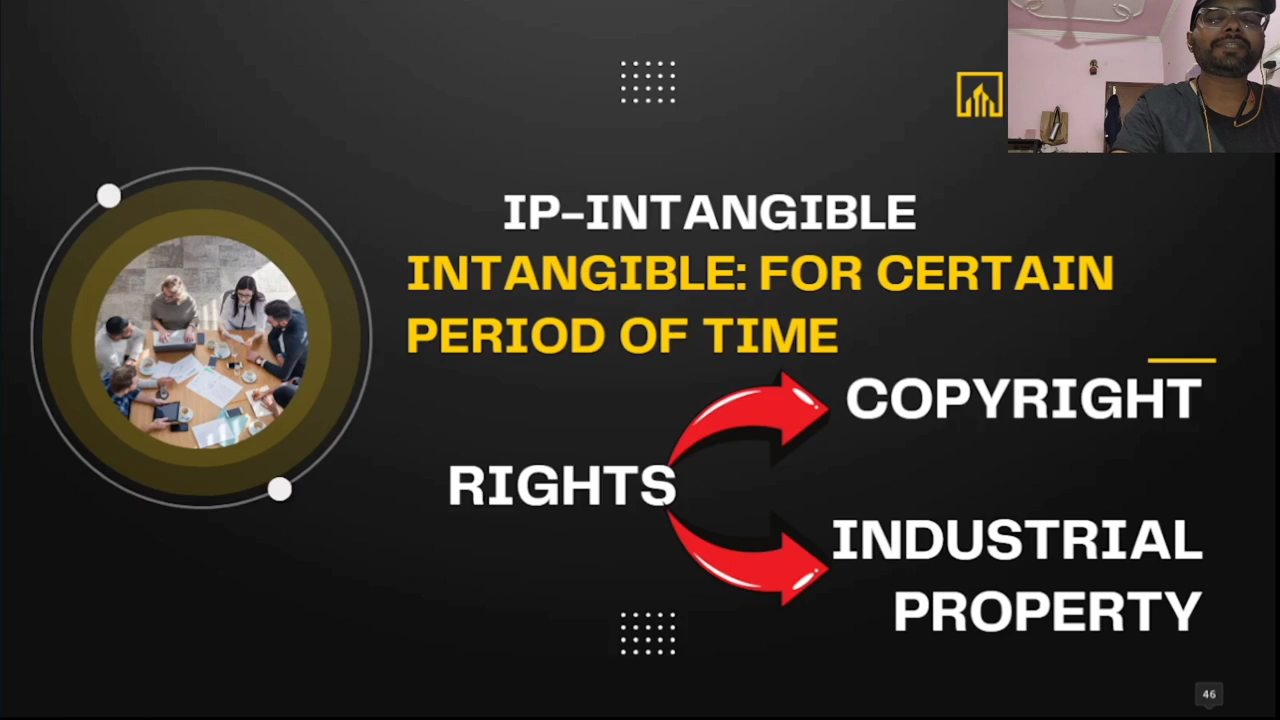 IP-INTANGIBLE
INTANGIBLE: FOR CERTAIN
PERIOD OF TIME
COPYRIGHT
RIGHTS
INDUSTRIAL
PROPERTY
46